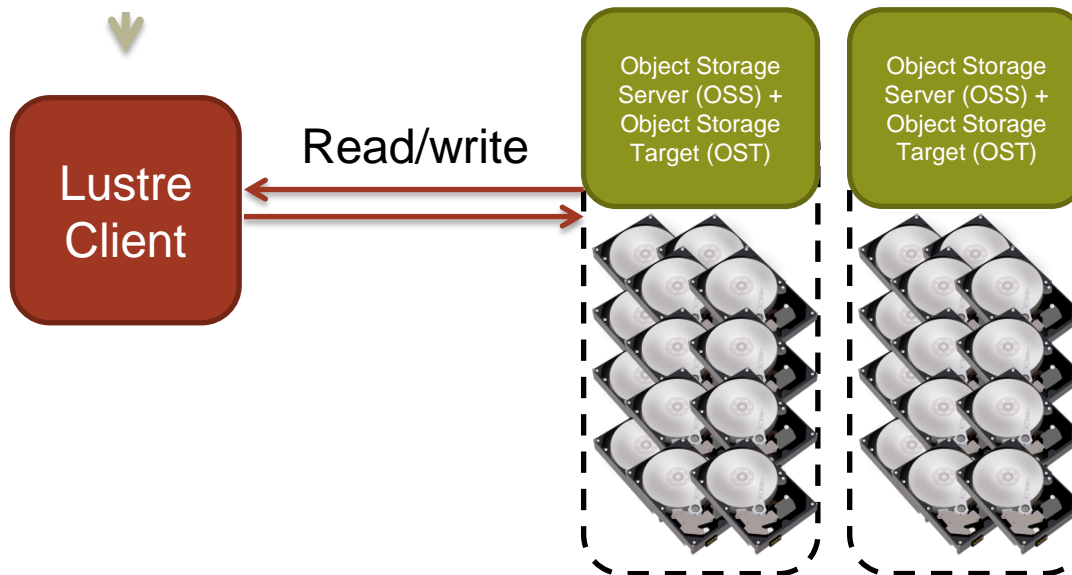 Object Storage
Server (OSS) +
Object Storage
Target (OST)
Object Storage
Server (OSS) +
Object Storage
Target (OST)
Read/write
Lustre
Client